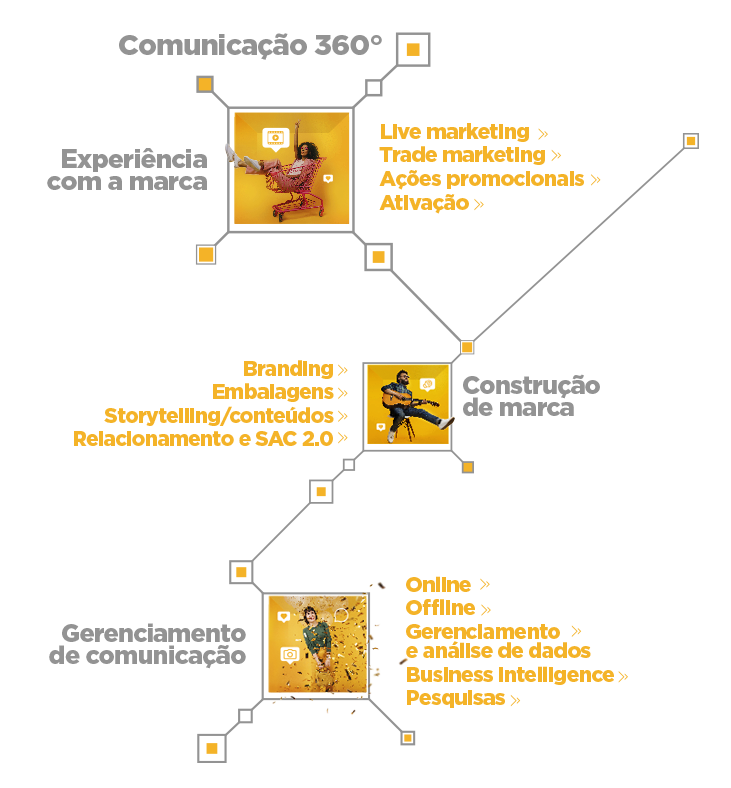 Comunicação 360°
Experiência
com a marca
Live marketing »
Trade marketing »
Ações promocionais »
Ativação »
Branding »
Embalagens »
Storytelling/conteúdos »
Relacionamento e SAC 2.0 »
Construção
de marca
Gerenciamento
de comunicação
Online »
Offline »
Gerenciamento »
e análise de dados
Business Intelligence »
Pesquisas »